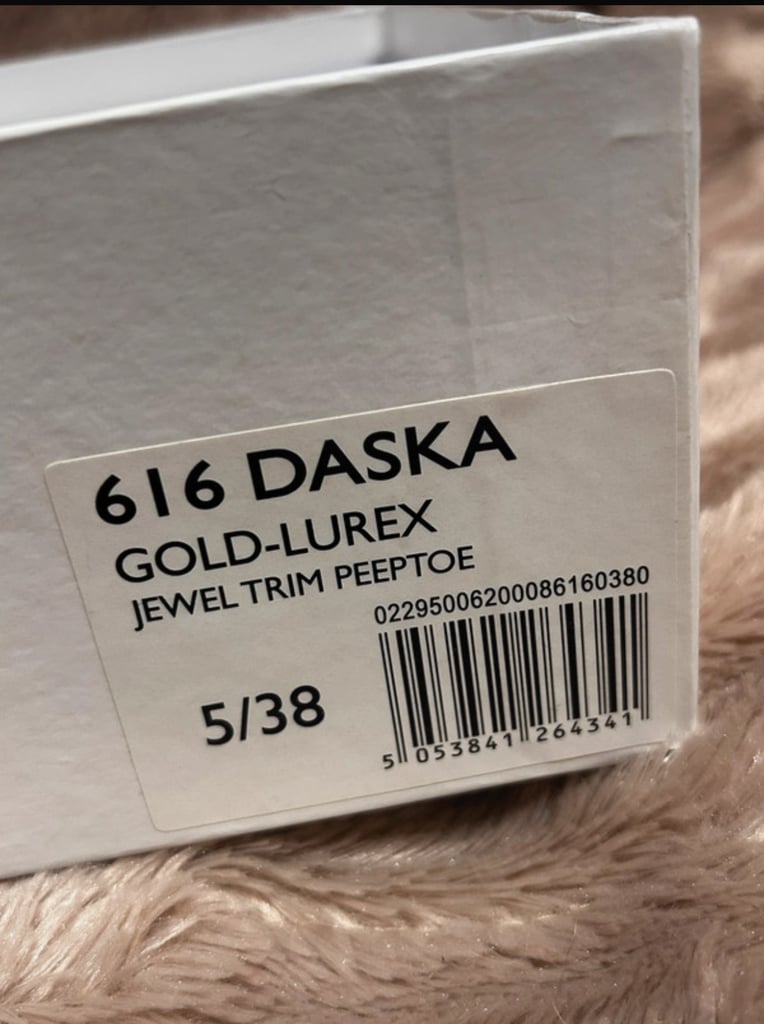 616 DASKA
GOLD-LUREX
JEWEL TRIM PEEPTOE
02295006200086160380
5/38
5 053841 264341